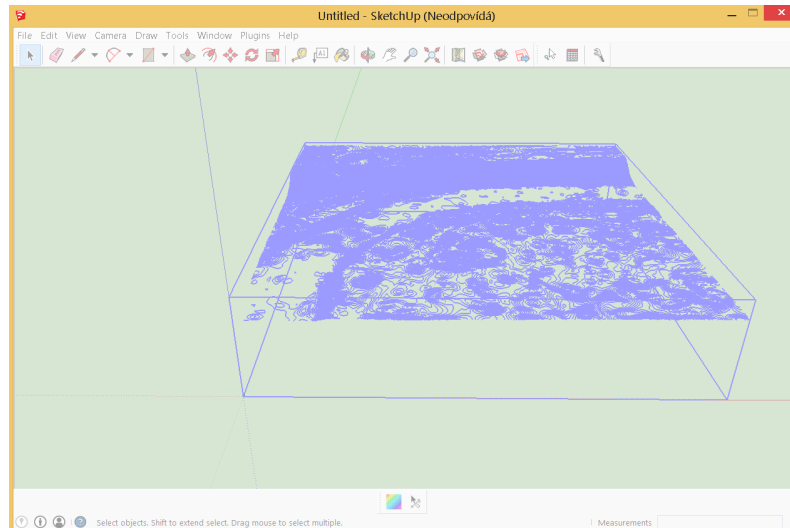 Untitled - SketchUp (Neodpovídá)
File Edit View Camera Draw Tools Window Plugins Help
A1
Select objects. Shift to extend select. Drag mouse to select multiple.
Measurements